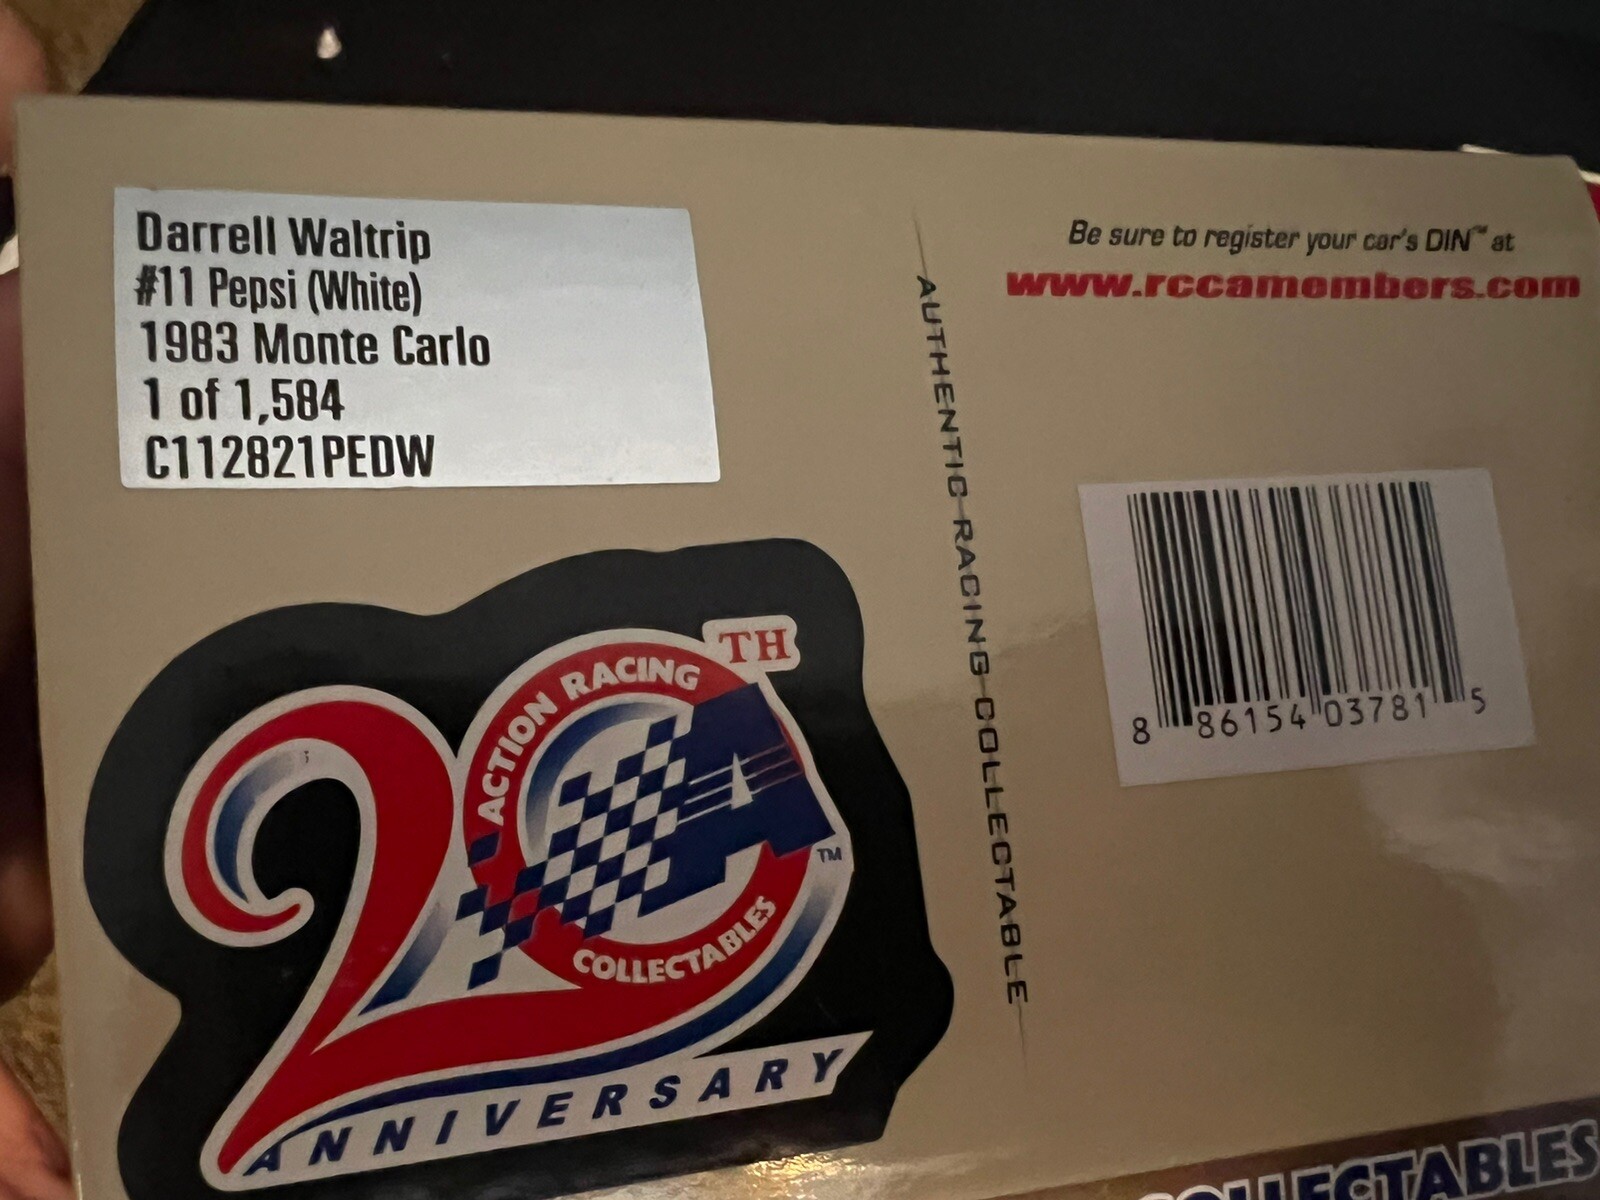 Darrell Waltrip
#11 Pepsi (White)
1983 Monte Carlo
1 of 1,584
C112821PEDW
Be sure to register your car's DIN™ at
www.rccamembers.com
AUTHENTIC RACING COLLECTABLE
8 86154 03781 5
20TH
ACTION RACING
A
TM
COLLECTABLES
ANNIVERSARY
COLLECTABLES